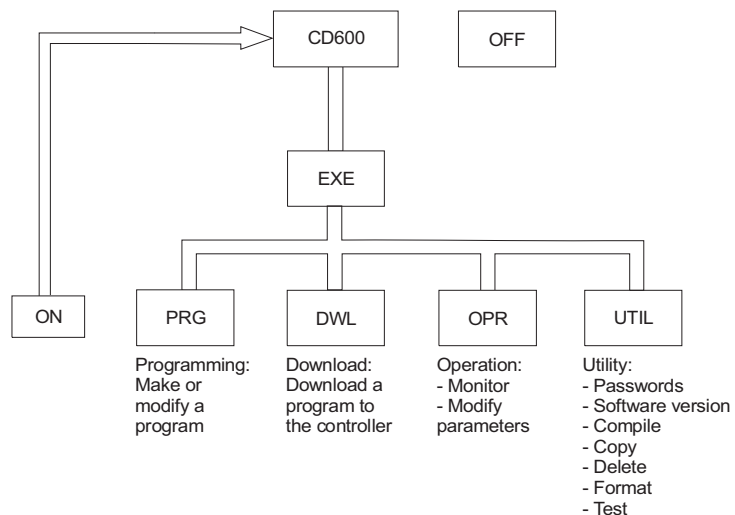 CD600
OFF
EXE
ON
PRG
DWL
OPR
UTIL
Programming:
Make or
modify a
program
Download:
Download a
program to
the controller
Operation:
- Monitor
- Modify
parameters
Utility:
- Passwords
- Software version
- Compile
- Copy
- Delete
- Format
- Test